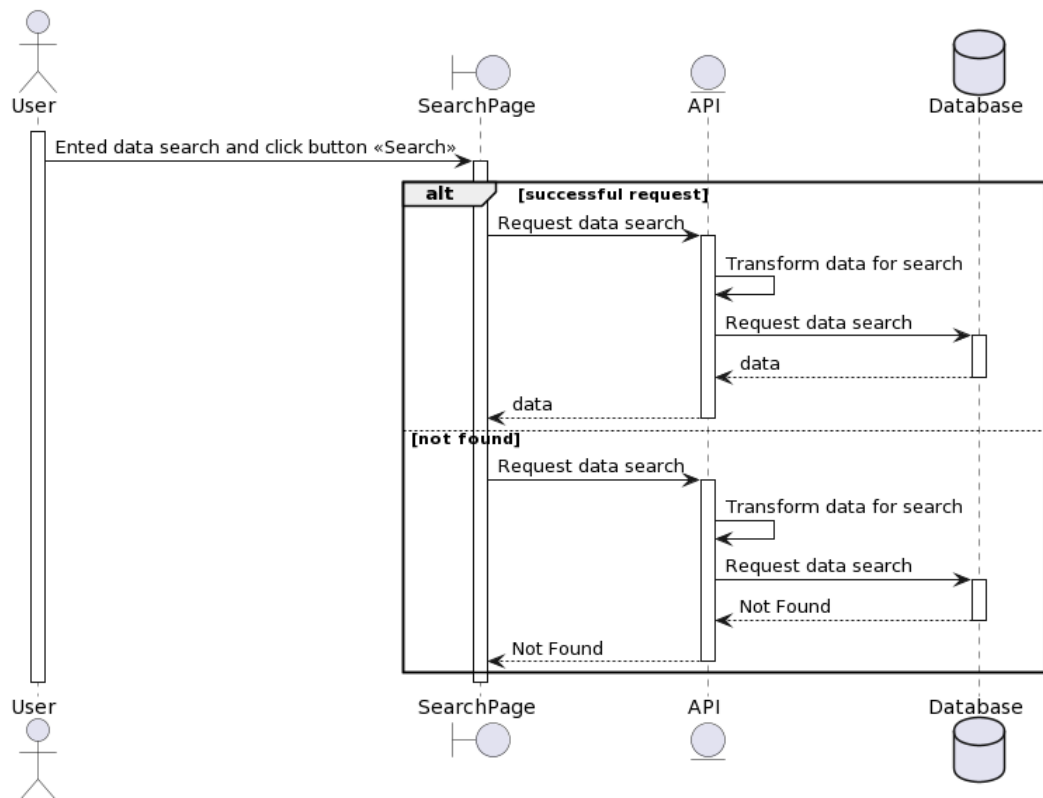 User
SearchPage
API
Database
Ented data search and click button «Search»
alt
[successful request]
Request data search
Transform data for search
Request data search
data
data
[not found]
Request data search
Transform data for search
Request data search
Not Found
Not Found
User
SearchPage
API
Database